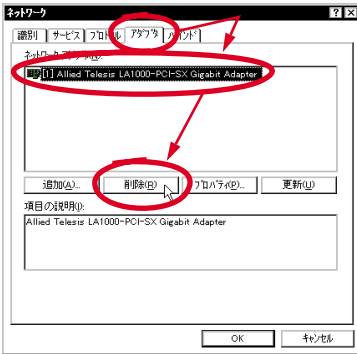 ネットワーク
識別 サービス プロトコル アダプタ バインド
ネットワーク アダプタ(N):
[1] Allied Telesis LA1000-PCI-SX Gigabit Adapter
追加(A)... 削除(R) プロパティ(P)... 更新(U)
項目の説明(I):
Allied Telesis LA1000-PCI-SX Gigabit Adapter
OK キャンセル